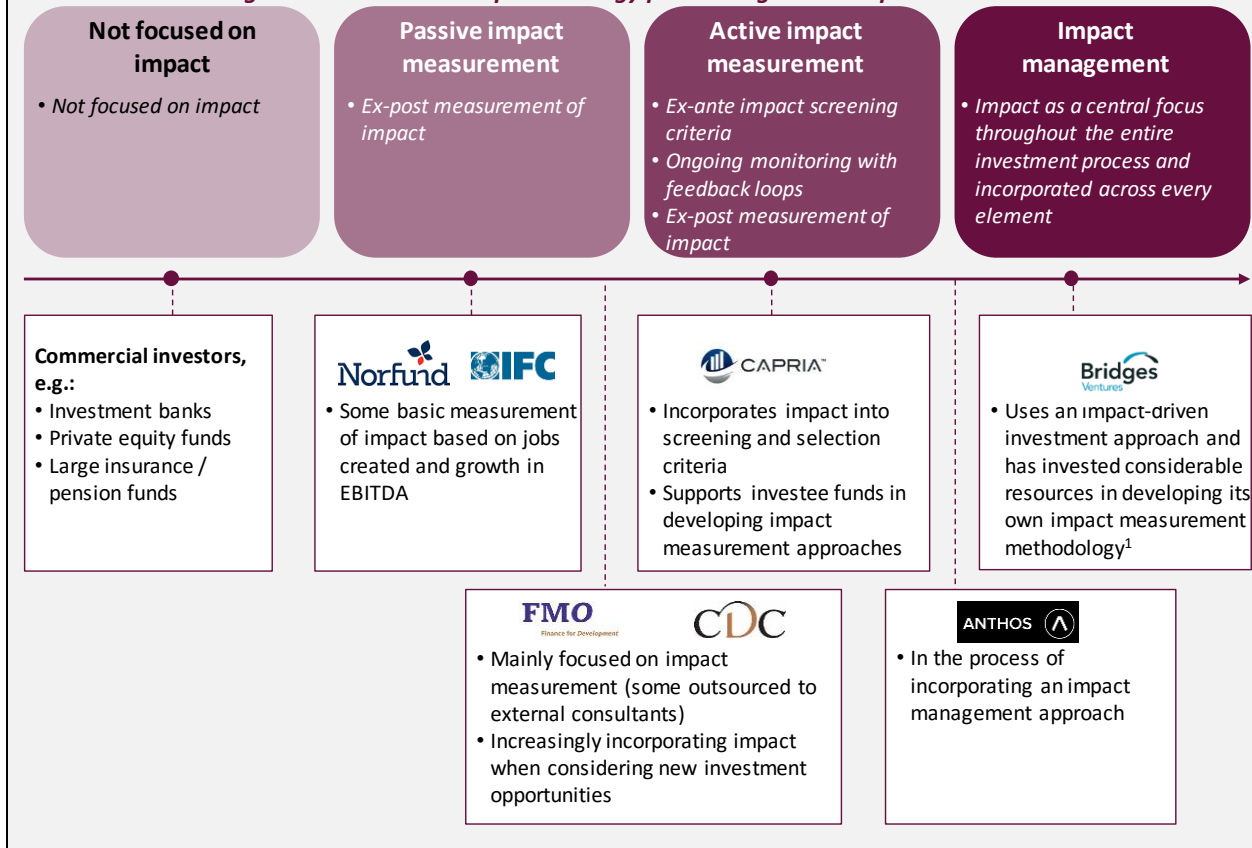 Not focused on
impact
• Not focused on impact
Passive impact
measurement
• Ex-post measurement of
impact
Active impact
measurement
• Ex-ante impact screening
criteria
• Ongoing monitoring with
feedback loops
• Ex-post measurement of
impact
Impact
management
• Impact as a central focus
throughout the entire
investment process and
incorporated across every
element
Commercial investors,
e.g.:
• Investment banks
• Private equity funds
• Large insurance /
pension funds
Norfund IFC
• Some basic measurement
of impact based on jobs
created and growth in
EBITDA
CAPRIA™
• Incorporates impact into
screening and selection
criteria
• Supports investee funds in
developing impact
measurement approaches
Bridges
Ventures
• Uses an impact-driven
investment approach and
has invested considerable
resources in developing its
own impact measurement
methodology¹
FMO
Finance for Development
CDC
• Mainly focused on impact
measurement (some outsourced to
external consultants)
• Increasingly incorporating impact
when considering new investment
opportunities
ANTHOS
• In the process of
incorporating an impact
management approach